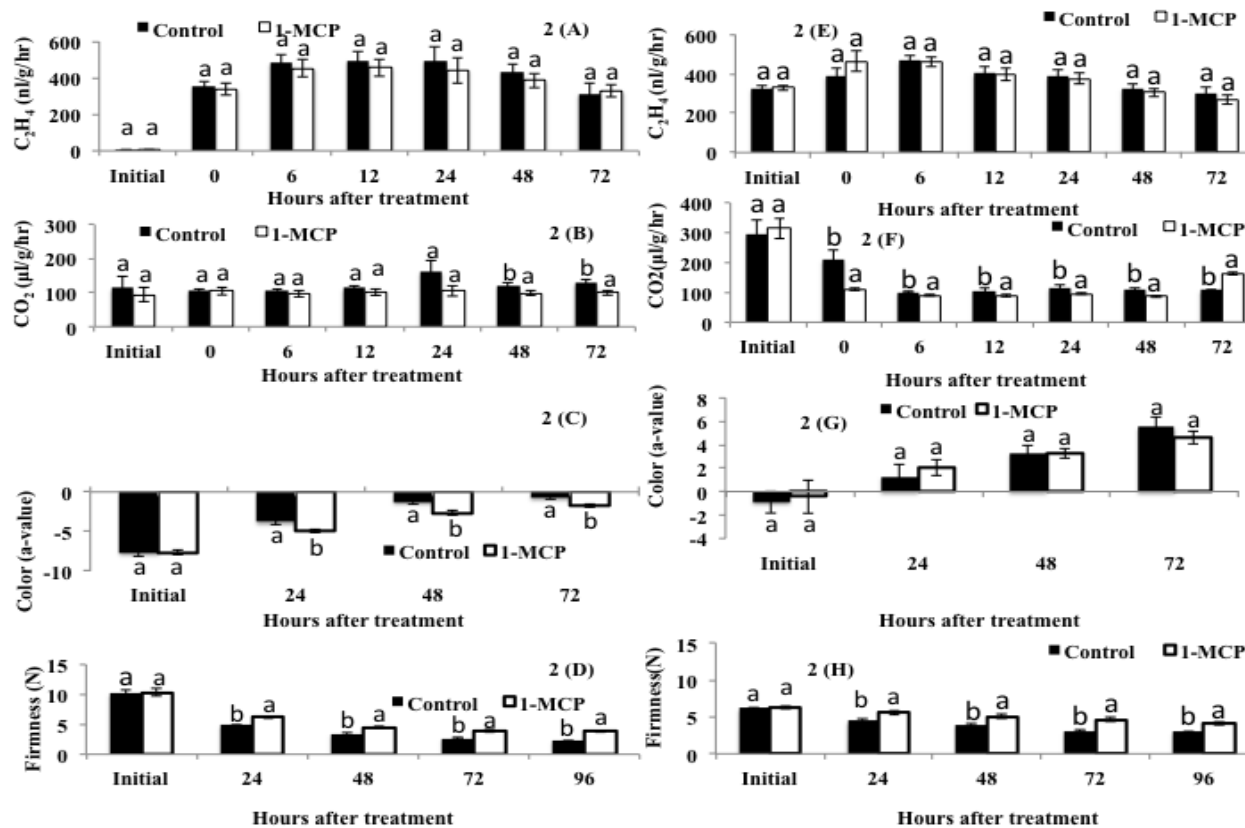 Control 1-MCP 2 (A)
C₂H₄ (nl/g/hr)
600
400
200
0
a a a a a a a a a a a a a a
Initial 0 6 12 24 48 72
Hours after treatment
Control 1-MCP 2 (B)
CO₂ (µl/g/hr)
300
200
100
0
a a a a a a a a a a b a b a
Initial 0 6 12 24 48 72
Hours after treatment
2 (C)
Color (a-value)
0
-5
-10
a a a b a b a b
Control 1-MCP
Initial 24 48 72
Hours after treatment
2 (D)
Control 1-MCP
Firmness (N)
15
10
5
0
a a b a b a b a b a
Initial 24 48 72 96
Hours after treatment
2 (E) Control 1-MCP
C₂H₄ (nl/g/hr)
600
400
200
0
a a a a a a a a a a a a a a
Initial 0 6 12 24 48 72
Hours after treatment
2 (F) Control 1-MCP
CO2(µl/g/hr)
400
300
200
100
0
a a b a b a b a b a b a b a
Initial 0 6 12 24 48 72
Hours after treatment
Control 1-MCP
2 (G)
Color (a-value)
8
6
4
2
0
-2
-4
a a a a a a a a
Initial 24 48 72
Hours after treatment
2 (H) Control 1-MCP
Firmness(N)
15
10
5
0
a a b a b a b a b a
Initial 24 48 72 96
Hours after treatment